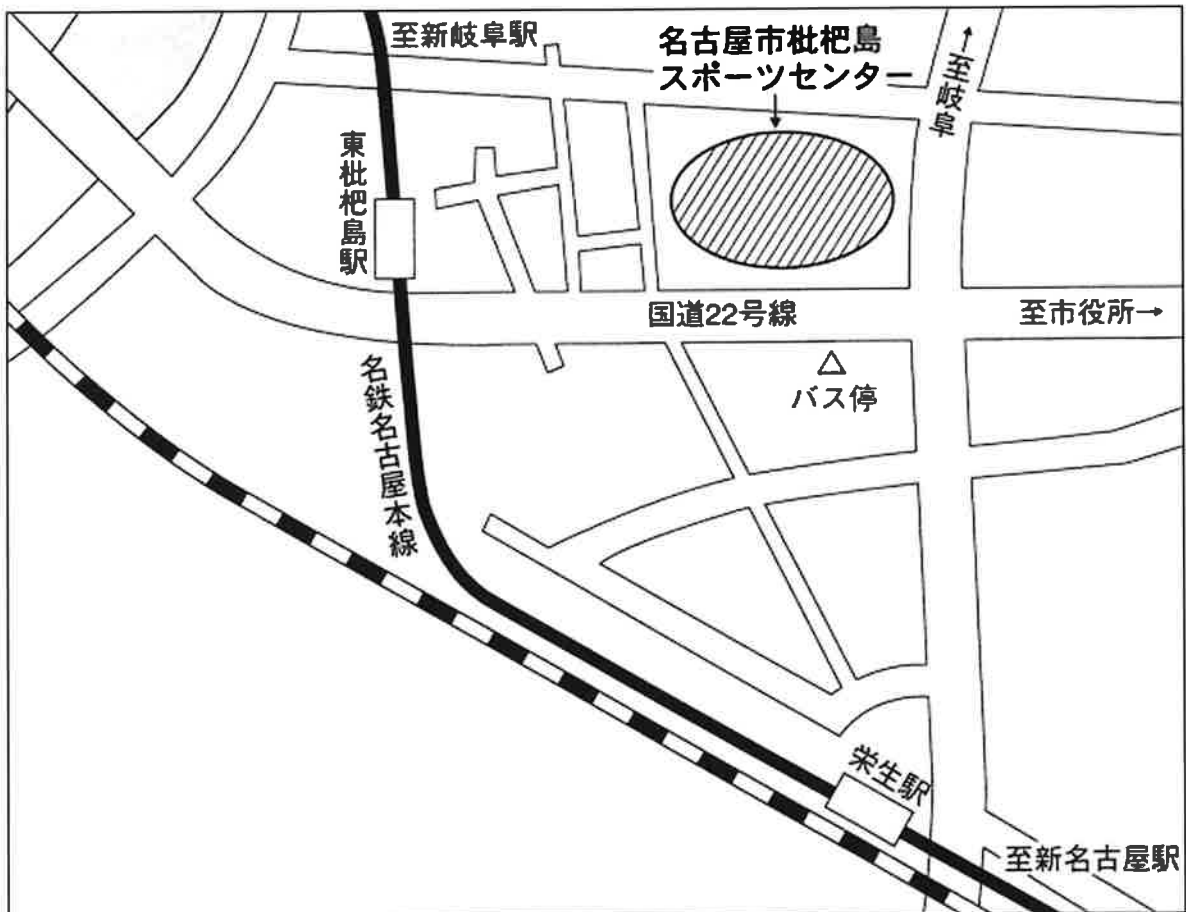 至新岐阜駅
名古屋市枇杷島
スポーツセンター
↑至岐阜
東枇杷島駅
国道22号線
至市役所→
バス停
名鉄名古屋本線
栄生駅
至新名古屋駅